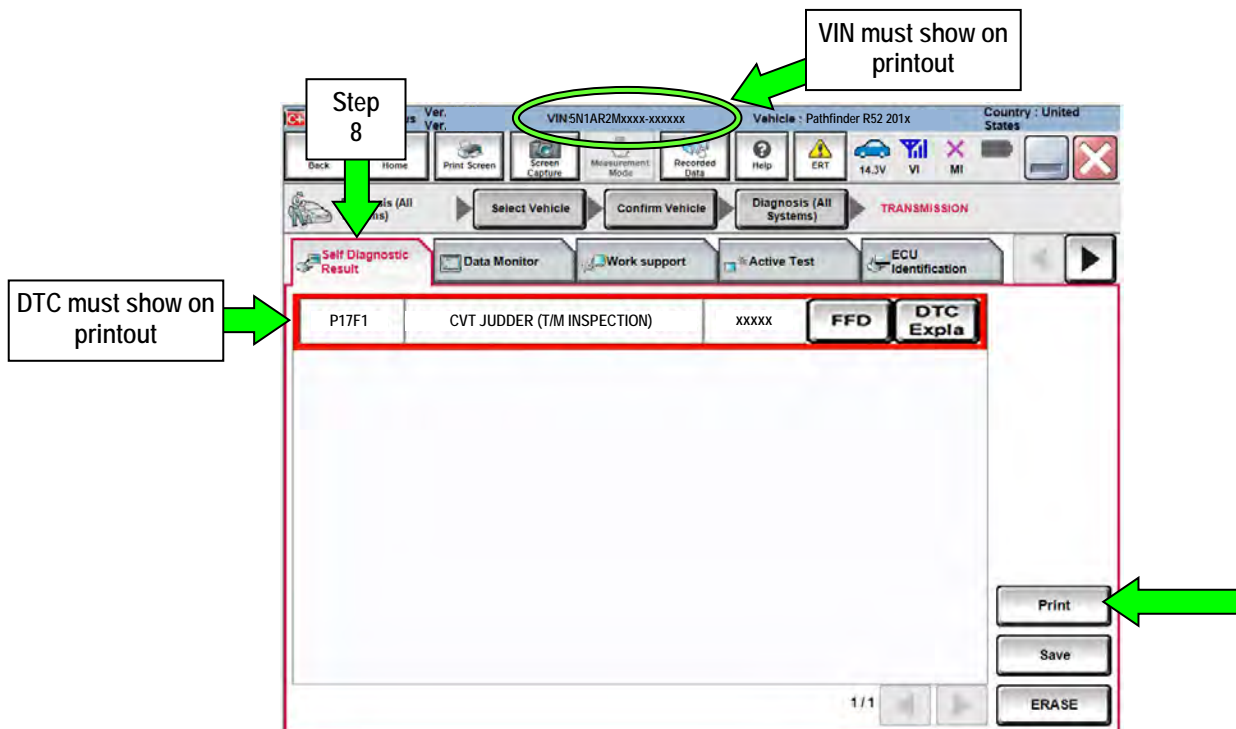 VIN must show on
printout
Step
8
s
Ver.
Ver.
VIN:5N1AR2Mxxxx-xxxxxx
Vehicle : Pathfinder R52 201x
Country : United
States
Back
Home
Print Screen
Screen
Capture
Measurement
Mode
Recorded
Data
Help
ERT
14.3V
VI
MI
sis (All
ns)
Select Vehicle
Confirm Vehicle
Diagnosis (All
Systems)
TRANSMISSION
Self Diagnostic
Result
Data Monitor
Work support
Active Test
ECU
Identification
DTC must show on
printout
P17F1
CVT JUDDER (T/M INSPECTION)
xxxxx
FFD
DTC
Expla
Print
Save
1/1
ERASE